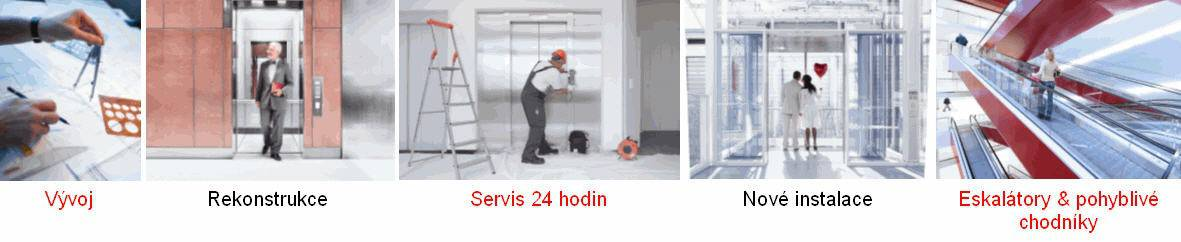 Vývoj
Rekonstrukce
Servis 24 hodin
Nové instalace
Eskalátory & pohyblivé
chodníky